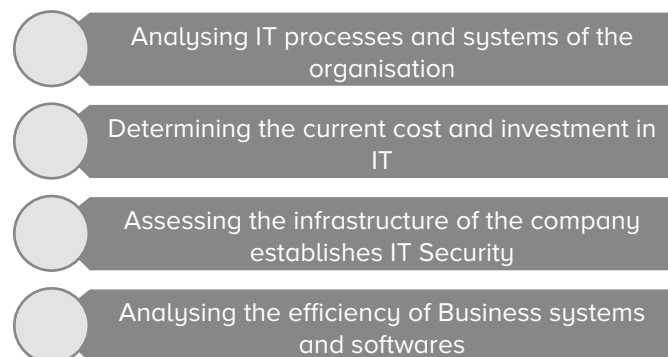 Analysing IT processes and systems of the
organisation
Determining the current cost and investment in
IT
Assessing the infrastructure of the company
establishes IT Security
Analysing the efficiency of Business systems
and softwares